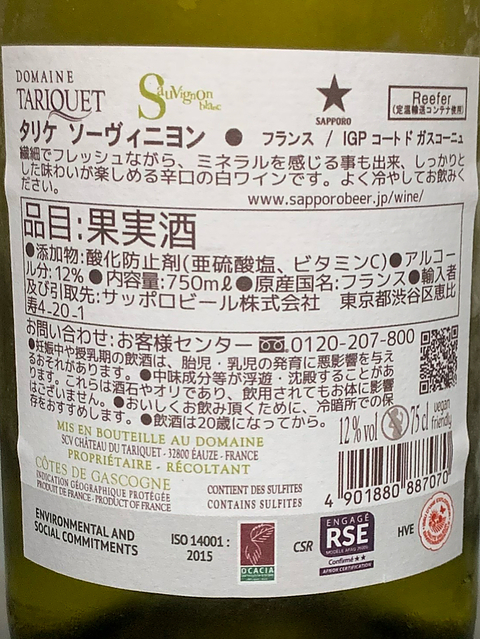 DOMAINE
TARIQUET
Sauvignon
blanc
SAPPORO
Reefer
(定温輸送コンテナ使用)
タリケ ソーヴィニヨン ● フランス / IGP コート ド ガスコーニュ
繊細でフレッシュながら、ミネラルを感じる事も出来、しっかりと
した味わいが楽しめる辛口の白ワインです。よく冷やしてお飲みく
ださい。
www.sapporobeer.jp/wine/
品目:果実酒
●添加物:酸化防止剤(亜硫酸塩、ビタミンC)●アルコー
ル分:12% ●内容量:750mℓ●原産国名:フランス●輸入者
及び引取先:サッポロビール株式会社 東京都渋谷区恵比
寿4-20-1
お問い合わせ:お客様センター 0120-207-800
●妊娠中や授乳期の飲酒は、胎児・乳児の発育に悪影響を与え
るおそれがあります。●中味成分等が浮遊・沈殿することがあ
ります。これらは酒石やオリであり、飲用されてもお体に影響
はございません。●おいしくお飲み頂くために、冷暗所での保
存をおすすめします。●飲酒は20歳になってから。
MIS EN BOUTEILLE AU DOMAINE
SCV CHÂTEAU DU TARIQUET - 32800 ÉAUZE - FRANCE
PROPRIÉTAIRE - RÉCOLTANT
CÔTES DE GASCOGNE
INDICATION GÉOGRAPHIQUE PROTÉGÉE
PRODUIT DE FRANCE - PRODUCT OF FRANCE
CONTIENT DES SULFITES
CONTAINS SULFITES
12% vol
75 cl
vegan
friendly
4 901880 887070
ENVIRONMENTAL AND
SOCIAL COMMITMENTS
ISO 14001 :
2015
OCACIA
CSR
ENGAGÉ
RSE
MODÈLE AFAQ 26000
Confirmé ★★
AFNOR CERTIFICATION
HVE